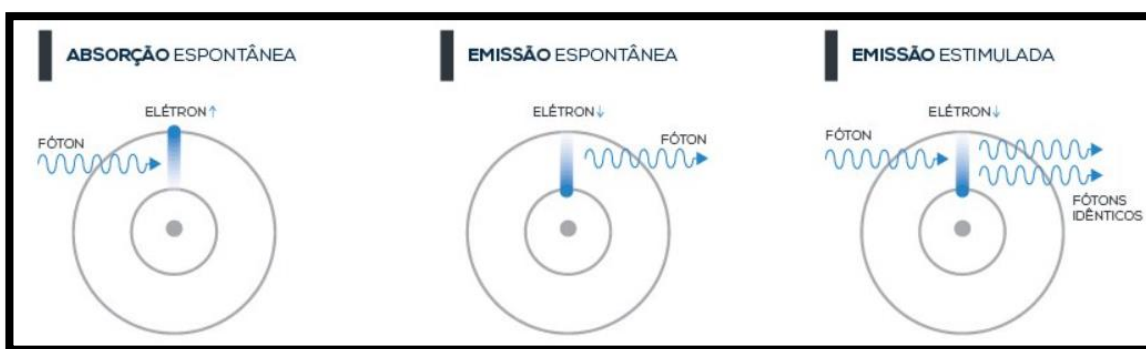 ABSORÇÃO ESPONTÂNEA
ELÉTRON↑
FÓTON
EMISSÃO ESPONTÂNEA
ELÉTRON↓
FÓTON
EMISSÃO ESTIMULADA
ELÉTRON↓
FÓTON
FÓTONS
IDÊNTICOS